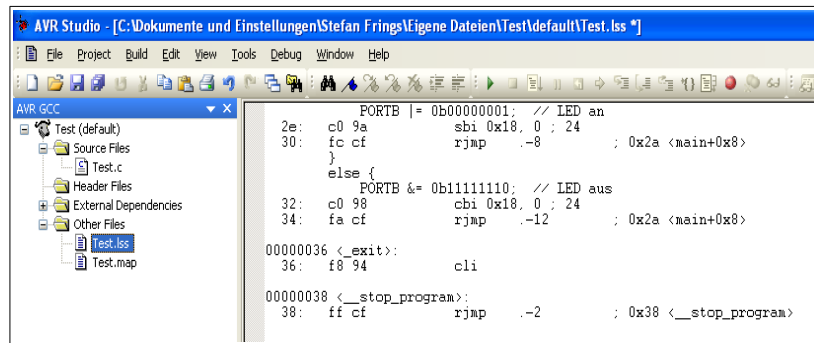 AVR Studio - [C:\Dokumente und Einstellungen\Stefan Frings\Eigene Dateien\Test\default\Test.lss *]
File Project Build Edit View Tools Debug Window Help
AVR GCC
Test (default)
Source Files
Test.c
Header Files
External Dependencies
Other Files
Test.lss
Test.map
PORTB |= 0b00000001; // LED an
2e: c0 9a sbi 0x18, 0 ; 24
30: fc cf rjmp .-8 ; 0x2a <main+0x8>
}
else {
PORTB &= 0b11111110; // LED aus
32: c0 98 cbi 0x18, 0 ; 24
34: fa cf rjmp .-12 ; 0x2a <main+0x8>
00000036 <_exit>:
36: f8 94 cli
00000038 <__stop_program>:
38: ff cf rjmp .-2 ; 0x38 <__stop_program>